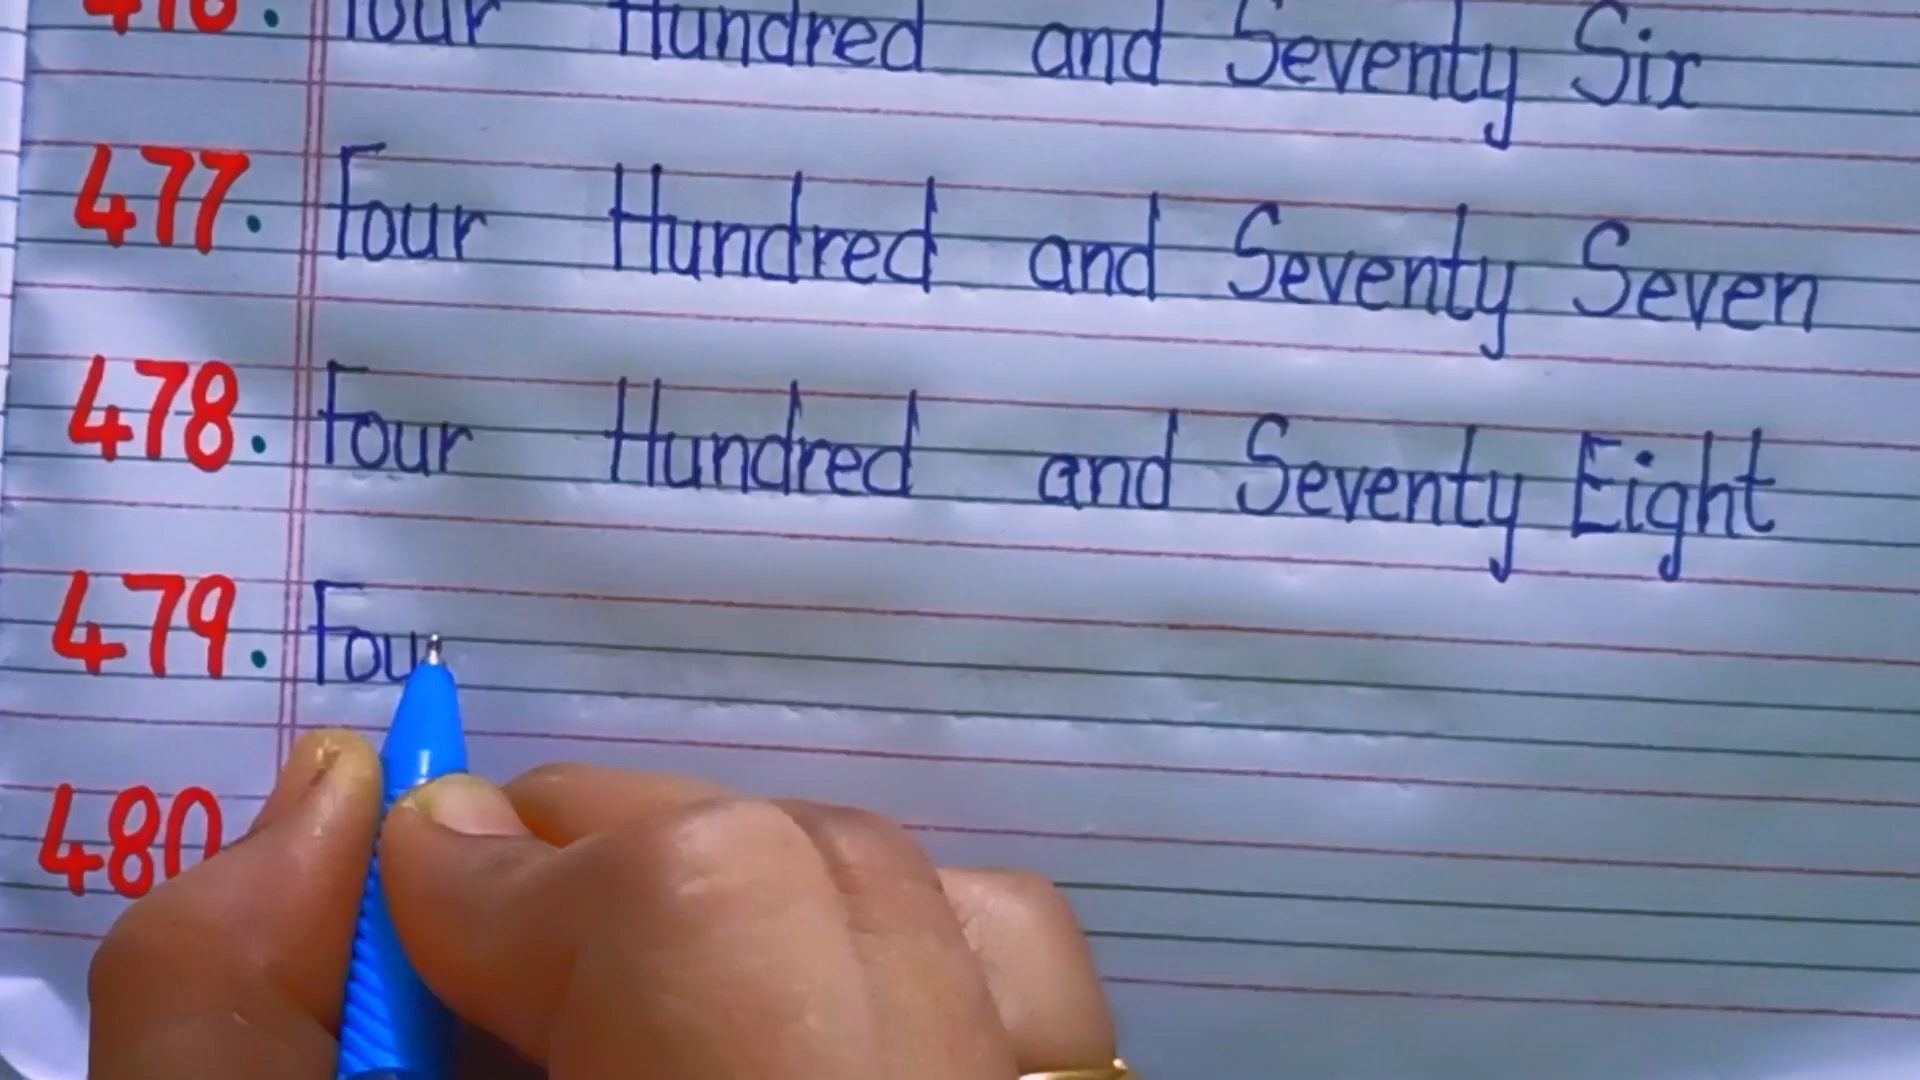 476. Four Hundred and Seventy Six
477. Four Hundred and Seventy Seven
478. Four Hundred and Seventy Eight
479. Fou
480